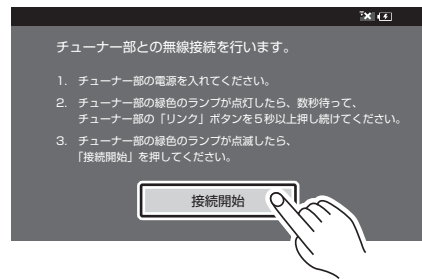 チューナー部との無線接続を行います。
1. チューナー部の電源を入れてください。
2. チューナー部の緑色のランプが点灯したら、数秒待って、
チューナー部の「リンク」ボタンを5秒以上押し続けてください。
3. チューナー部の緑色のランプが点滅したら、
「接続開始」を押してください。
接続開始